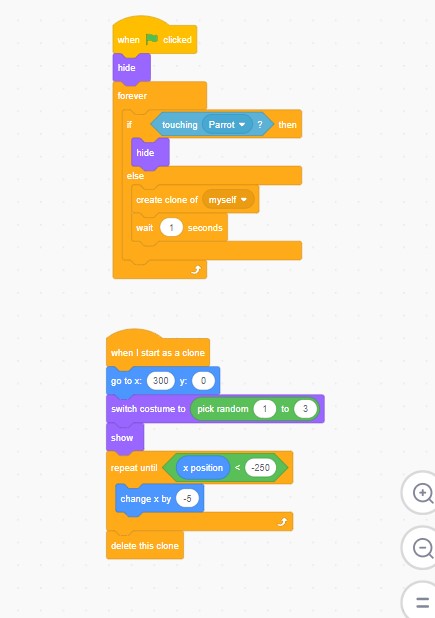 when clicked
hide
forever
if touching Parrot ? then
hide
else
create clone of myself
wait 1 seconds
when I start as a clone
go to x: 300 y: 0
switch costume to pick random 1 to 3
show
repeat until x position < -250
change x by -5
delete this clone